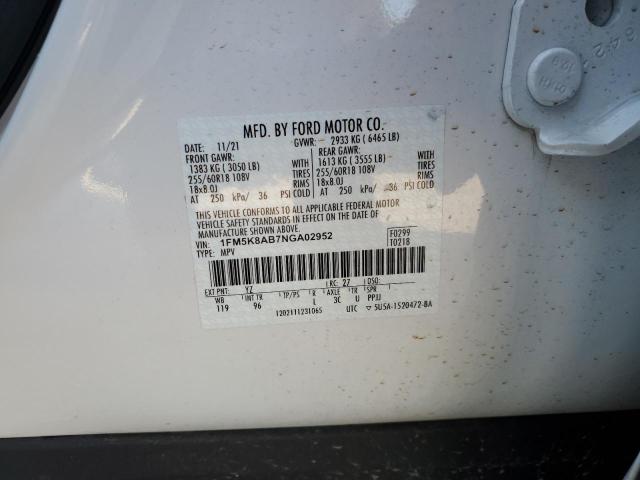 MFD. BY FORD MOTOR CO.
DATE: 11/21 GVWR: 2933 KG (6465 LB)
FRONT GAWR: REAR GAWR:
1383 KG (3050 LB) WITH 1613 KG (3555 LB) WITH
255/60R18 108V TIRES 255/60R18 108V TIRES
18x8.0J RIMS 18x8.0J RIMS
AT 250 kPa/ 36 PSI COLD AT 250 kPa/ 36 PSI COLD
THIS VEHICLE CONFORMS TO ALL APPLICABLE FEDERAL MOTOR
VEHICLE SAFETY STANDARDS IN EFFECT ON THE DATE OF
MANUFACTURE SHOWN ABOVE.
VIN: 1FM5K8AB7NGA02952 F0299
TYPE: MPV T0218
EXT PNT: YZ RC: 27 DSO:
WB INT TR TP/PS R AXLE TR SPR
119 96 L 3C U PPJJ
1202111231065 UTC ▽ 5U5A-1520472-BA